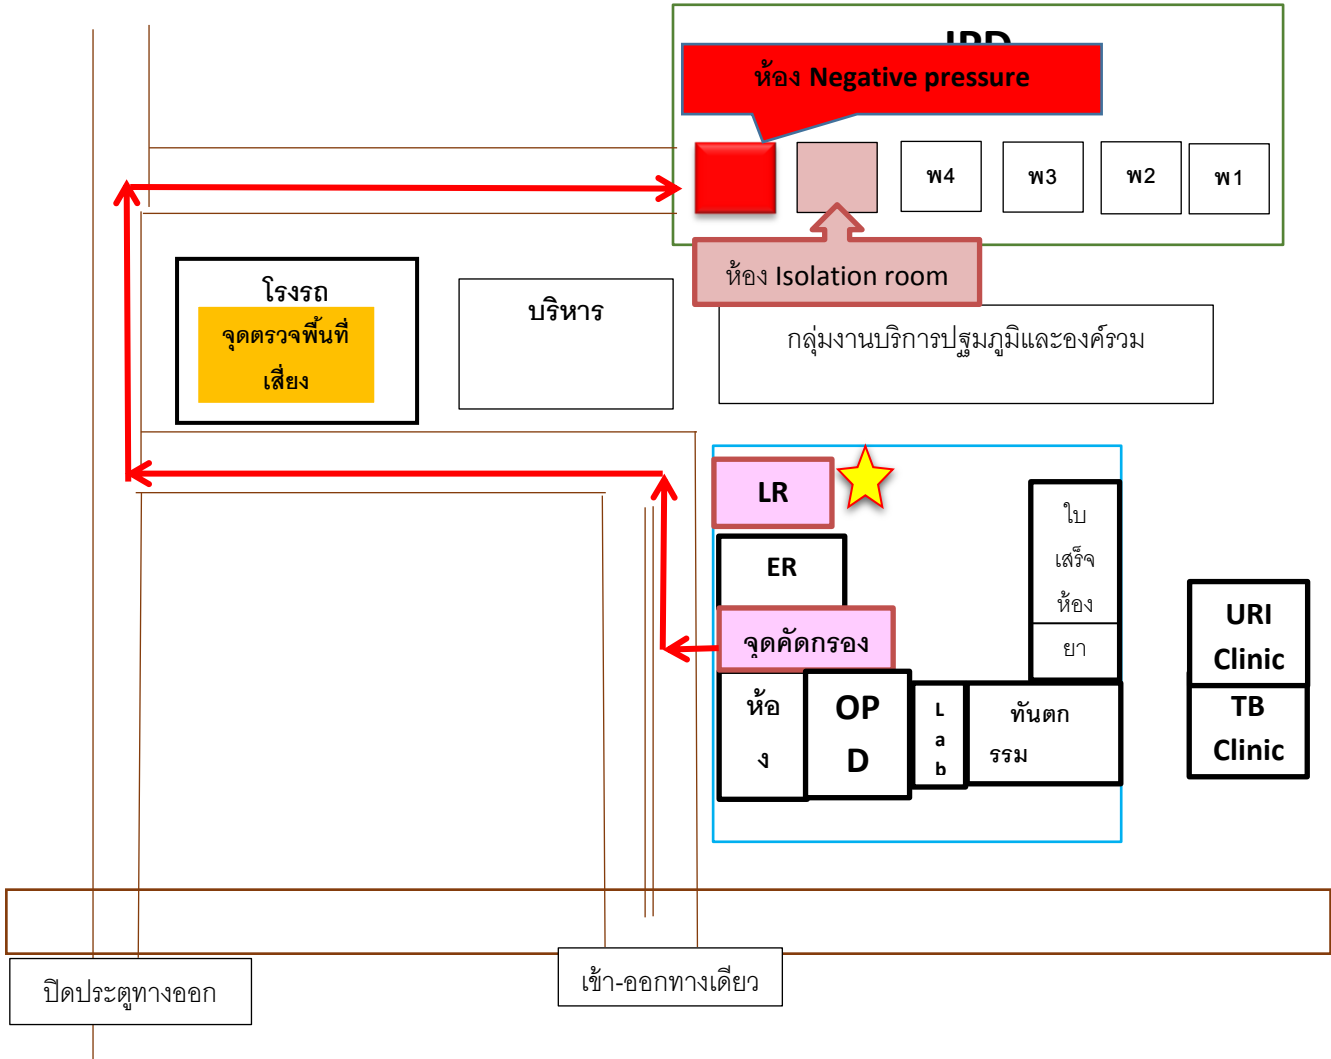 IPD
ห้อง Negative pressure
พ4
พ3
พ2
พ1
ห้อง Isolation room
โรงรถ
จุดตรวจพื้นที่
เสี่ยง
บริหาร
กลุ่มงานบริการปฐมภูมิและองค์รวม
LR
ER
จุดคัดกรอง
ห้อ
ง
OP
D
L
a
b
ทันตก
รรม
ใบ
เสร็จ
ห้อง
ยา
URI
Clinic
TB
Clinic
ปิดประตูทางออก
เข้า-ออกทางเดียว